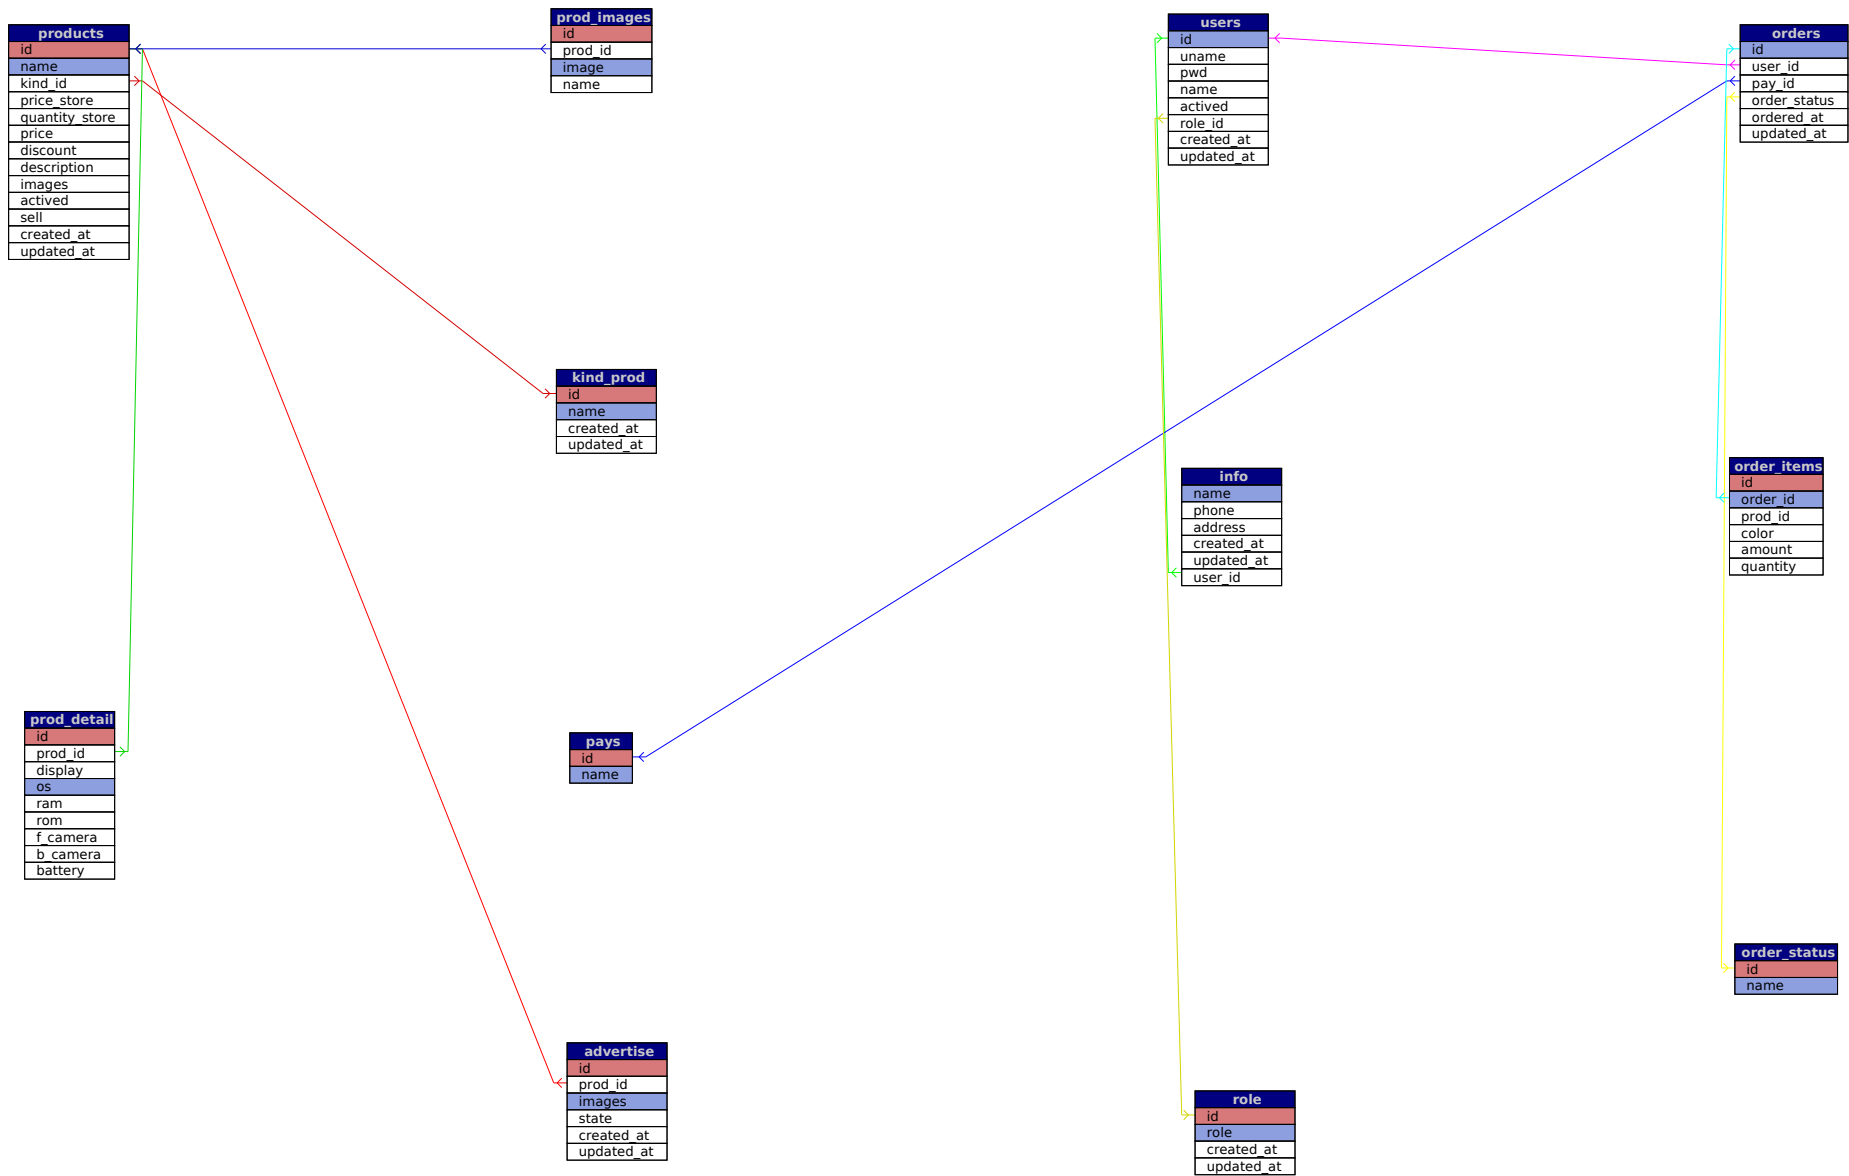 products
id
name
kind_id
price_store
quantity_store
price
discount
description
images
actived
sell
created_at
updated_at
prod_images
id
prod_id
image
name
users
id
uname
pwd
name
actived
role_id
created_at
updated_at
orders
id
user_id
pay_id
order_status
ordered_at
updated_at
kind_prod
id
name
created_at
updated_at
info
name
phone
address
created_at
updated_at
user_id
order_items
id
order_id
prod_id
color
amount
quantity
prod_detail
id
prod_id
display
os
ram
rom
f_camera
b_camera
battery
pays
id
name
order_status
id
name
advertise
id
prod_id
images
state
created_at
updated_at
role
id
role
created_at
updated_at